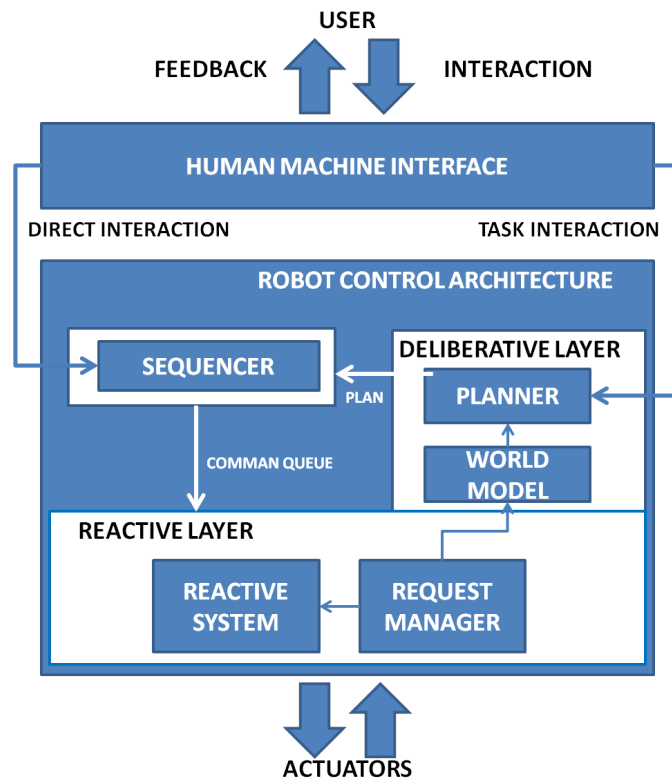 USER
FEEDBACK
INTERACTION
HUMAN MACHINE INTERFACE
DIRECT INTERACTION
TASK INTERACTION
ROBOT CONTROL ARCHITECTURE
SEQUENCER
DELIBERATIVE LAYER
PLAN
PLANNER
COMMAN QUEUE
WORLD
MODEL
REACTIVE LAYER
REACTIVE
SYSTEM
REQUEST
MANAGER
ACTUATORS